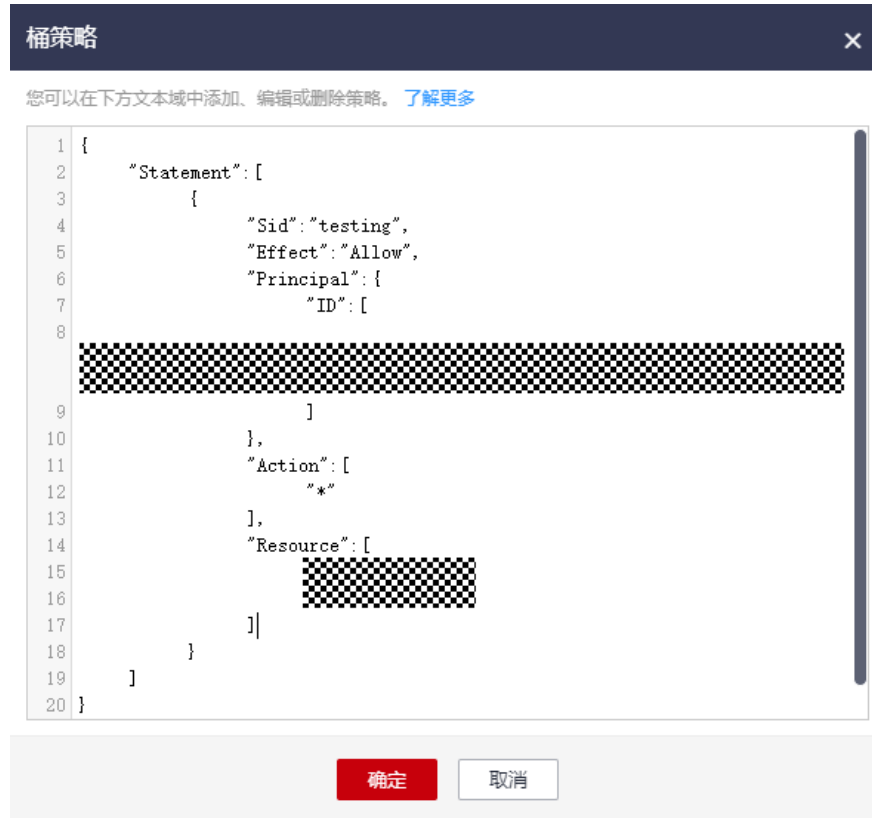 桶策略 ×
您可以在下方文本域中添加、编辑或删除策略。 了解更多
1 {
2 "Statement":[
3 {
4 "Sid":"testing",
5 "Effect":"Allow",
6 "Principal":{
7 "ID":[
8
9 ]
10 },
11 "Action":[
12 "*"
13 ],
14 "Resource":[
15
16
17 ]
18 }
19 ]
20 }
确定 取消